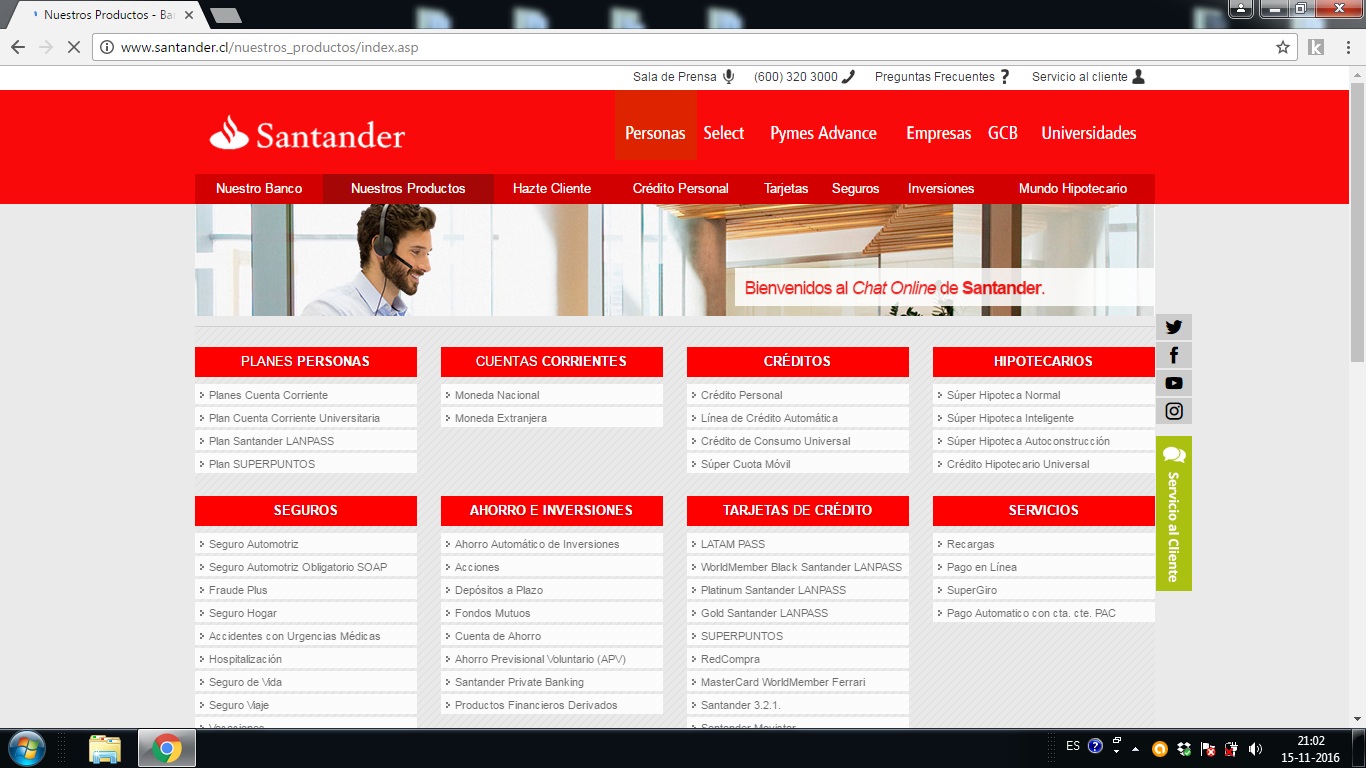 Nuestros Productos - Ba
www.santander.cl/nuestros_productos/index.asp
Sala de Prensa (600) 320 3000 Preguntas Frecuentes ? Servicio al cliente
Santander
Personas Select Pymes Advance Empresas GCB Universidades
Nuestro Banco Nuestros Productos Hazte Cliente Crédito Personal Tarjetas Seguros Inversiones Mundo Hipotecario
Bienvenidos al Chat Online de Santander.
PLANES PERSONAS
Planes Cuenta Corriente
Plan Cuenta Corriente Universitaria
Plan Santander LANPASS
Plan SUPERPUNTOS
CUENTAS CORRIENTES
Moneda Nacional
Moneda Extranjera
CRÉDITOS
Crédito Personal
Línea de Crédito Automática
Crédito de Consumo Universal
Súper Cuota Móvil
HIPOTECARIOS
Súper Hipoteca Normal
Súper Hipoteca Inteligente
Súper Hipoteca Autoconstrucción
Crédito Hipotecario Universal
Servicio al Cliente
SEGUROS
Seguro Automotriz
Seguro Automotriz Obligatorio SOAP
Fraude Plus
Seguro Hogar
Accidentes con Urgencias Médicas
Hospitalización
Seguro de Vida
Seguro Viaje
AHORRO E INVERSIONES
Ahorro Automático de Inversiones
Acciones
Depósitos a Plazo
Fondos Mutuos
Cuenta de Ahorro
Ahorro Previsional Voluntario (APV)
Santander Private Banking
Productos Financieros Derivados
TARJETAS DE CRÉDITO
LATAM PASS
WorldMember Black Santander LANPASS
Platinum Santander LANPASS
Gold Santander LANPASS
SUPERPUNTOS
RedCompra
MasterCard WorldMember Ferrari
Santander 3.2.1.
Santander Movistar
SERVICIOS
Recargas
Pago en Línea
SuperGiro
Pago Automatico con cta. cte. PAC
ES
21:02
15-11-2016